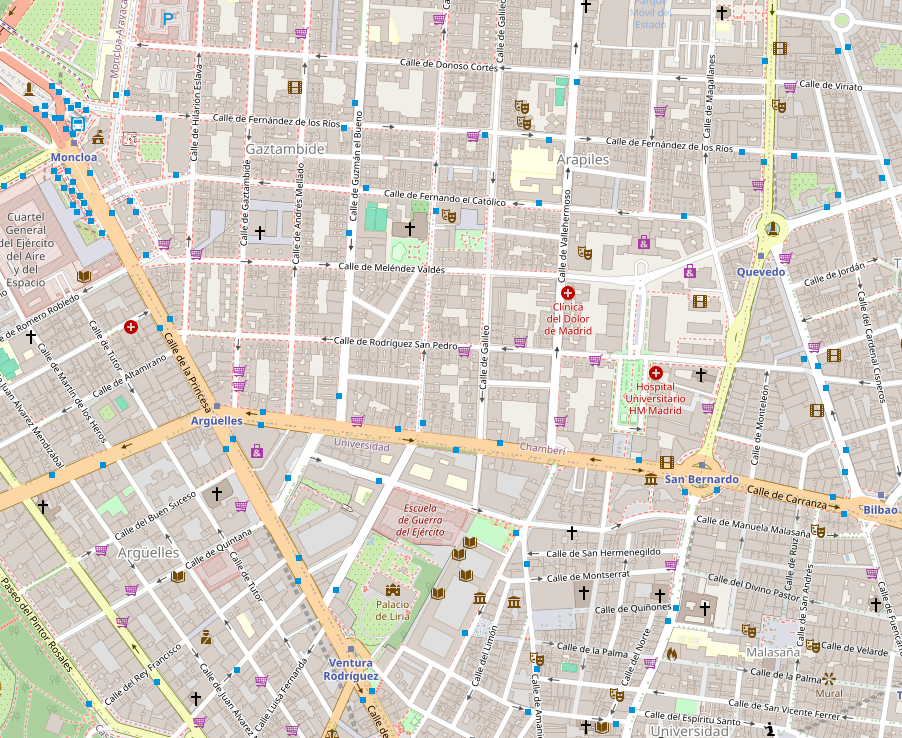 Parque
Móvil del
Estado
P
Moncloa-Aravaca
Calle de Donoso Cortés
Calle de Galileo
Calle de Viriato
Calle de Magallanes
Calle de Hilarión Eslava
Calle de Fernández de los Ríos
Calle de Fernández de los Ríos
Gaztambide
Arapiles
Moncloa
Calle de Guzmán el Bueno
Calle de Gaztambide
Calle de Andrés Mellado
Calle de Fernando el Católico
Calle de Vallehermoso
Cuartel
General
del Ejército
del Aire
y del
Espacio
Calle de Meléndez Valdés
Quevedo
Calle de Jordán
Calle del Cardenal Cisneros
Clínica
del Dolor
de Madrid
de Romero Robledo
Calle de Tutor
Calle de Martín de los Heros
Calle de Altamirano
Calle de la Princesa
Calle de Rodríguez San Pedro
Calle de Galileo
Hospital
Universitario
HM Madrid
Juan Álvarez Mendizábal
Calle de Monteleón
Argüelles
Universidad
Chamberí
San Bernardo
Calle de Carranza
Bilbao
Calle del Buen Suceso
Escuela
de Guerra
del Ejército
Calle de Manuela Malasaña
Argüelles
Calle de Quintana
Calle de Tutor
Calle de San Hermenegildo
Calle de Montserrat
Calle de Ruiz
Calle de San Andrés
Calle del Divino Pastor
Calle de Quiñones
Palacio
de Liria
Calle de Fuencarral
Paseo del Pintor Rosales
Calle del Limón
Calle del Norte
Calle de la Palma
Malasaña
Calle de Velarde
Calle de la Palma
Mural
Ventura
Rodríguez
Calle del Rey Francisco
Calle de Juan Álvarez
Calle Luisa Fernanda
Calle de
Calle de Amaniel
Calle de San Vicente Ferrer
Calle del Espíritu Santo
Universidad